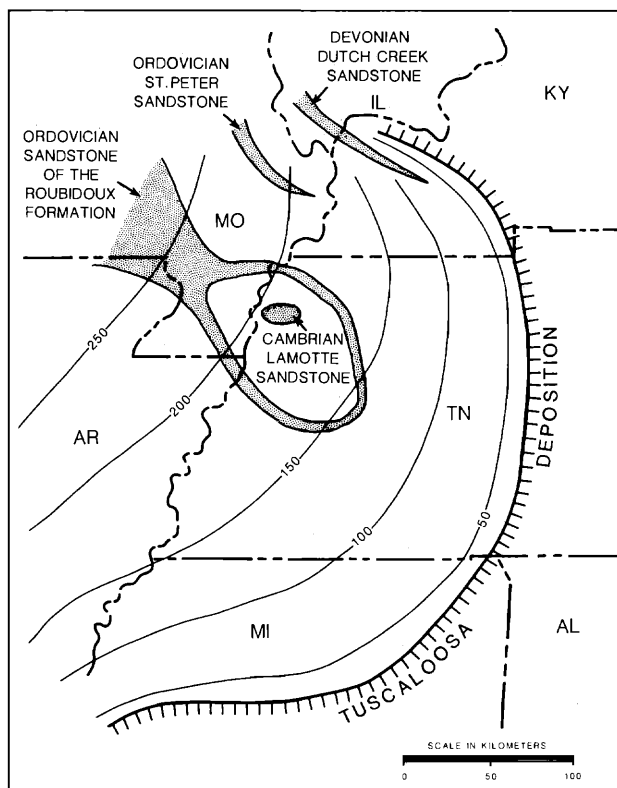 DEVONIAN
DUTCH CREEK
SANDSTONE
ORDOVICIAN
ST. PETER
SANDSTONE
IL
KY
ORDOVICIAN
SANDSTONE
OF THE
ROUBIDOUX
FORMATION
MO
250
CAMBRIAN
LAMOTTE
SANDSTONE
200
AR
150
TN
DEPOSITION
50
100
MI
AL
TUSCALOOSA
SCALE IN KILOMETERS
0 50 100